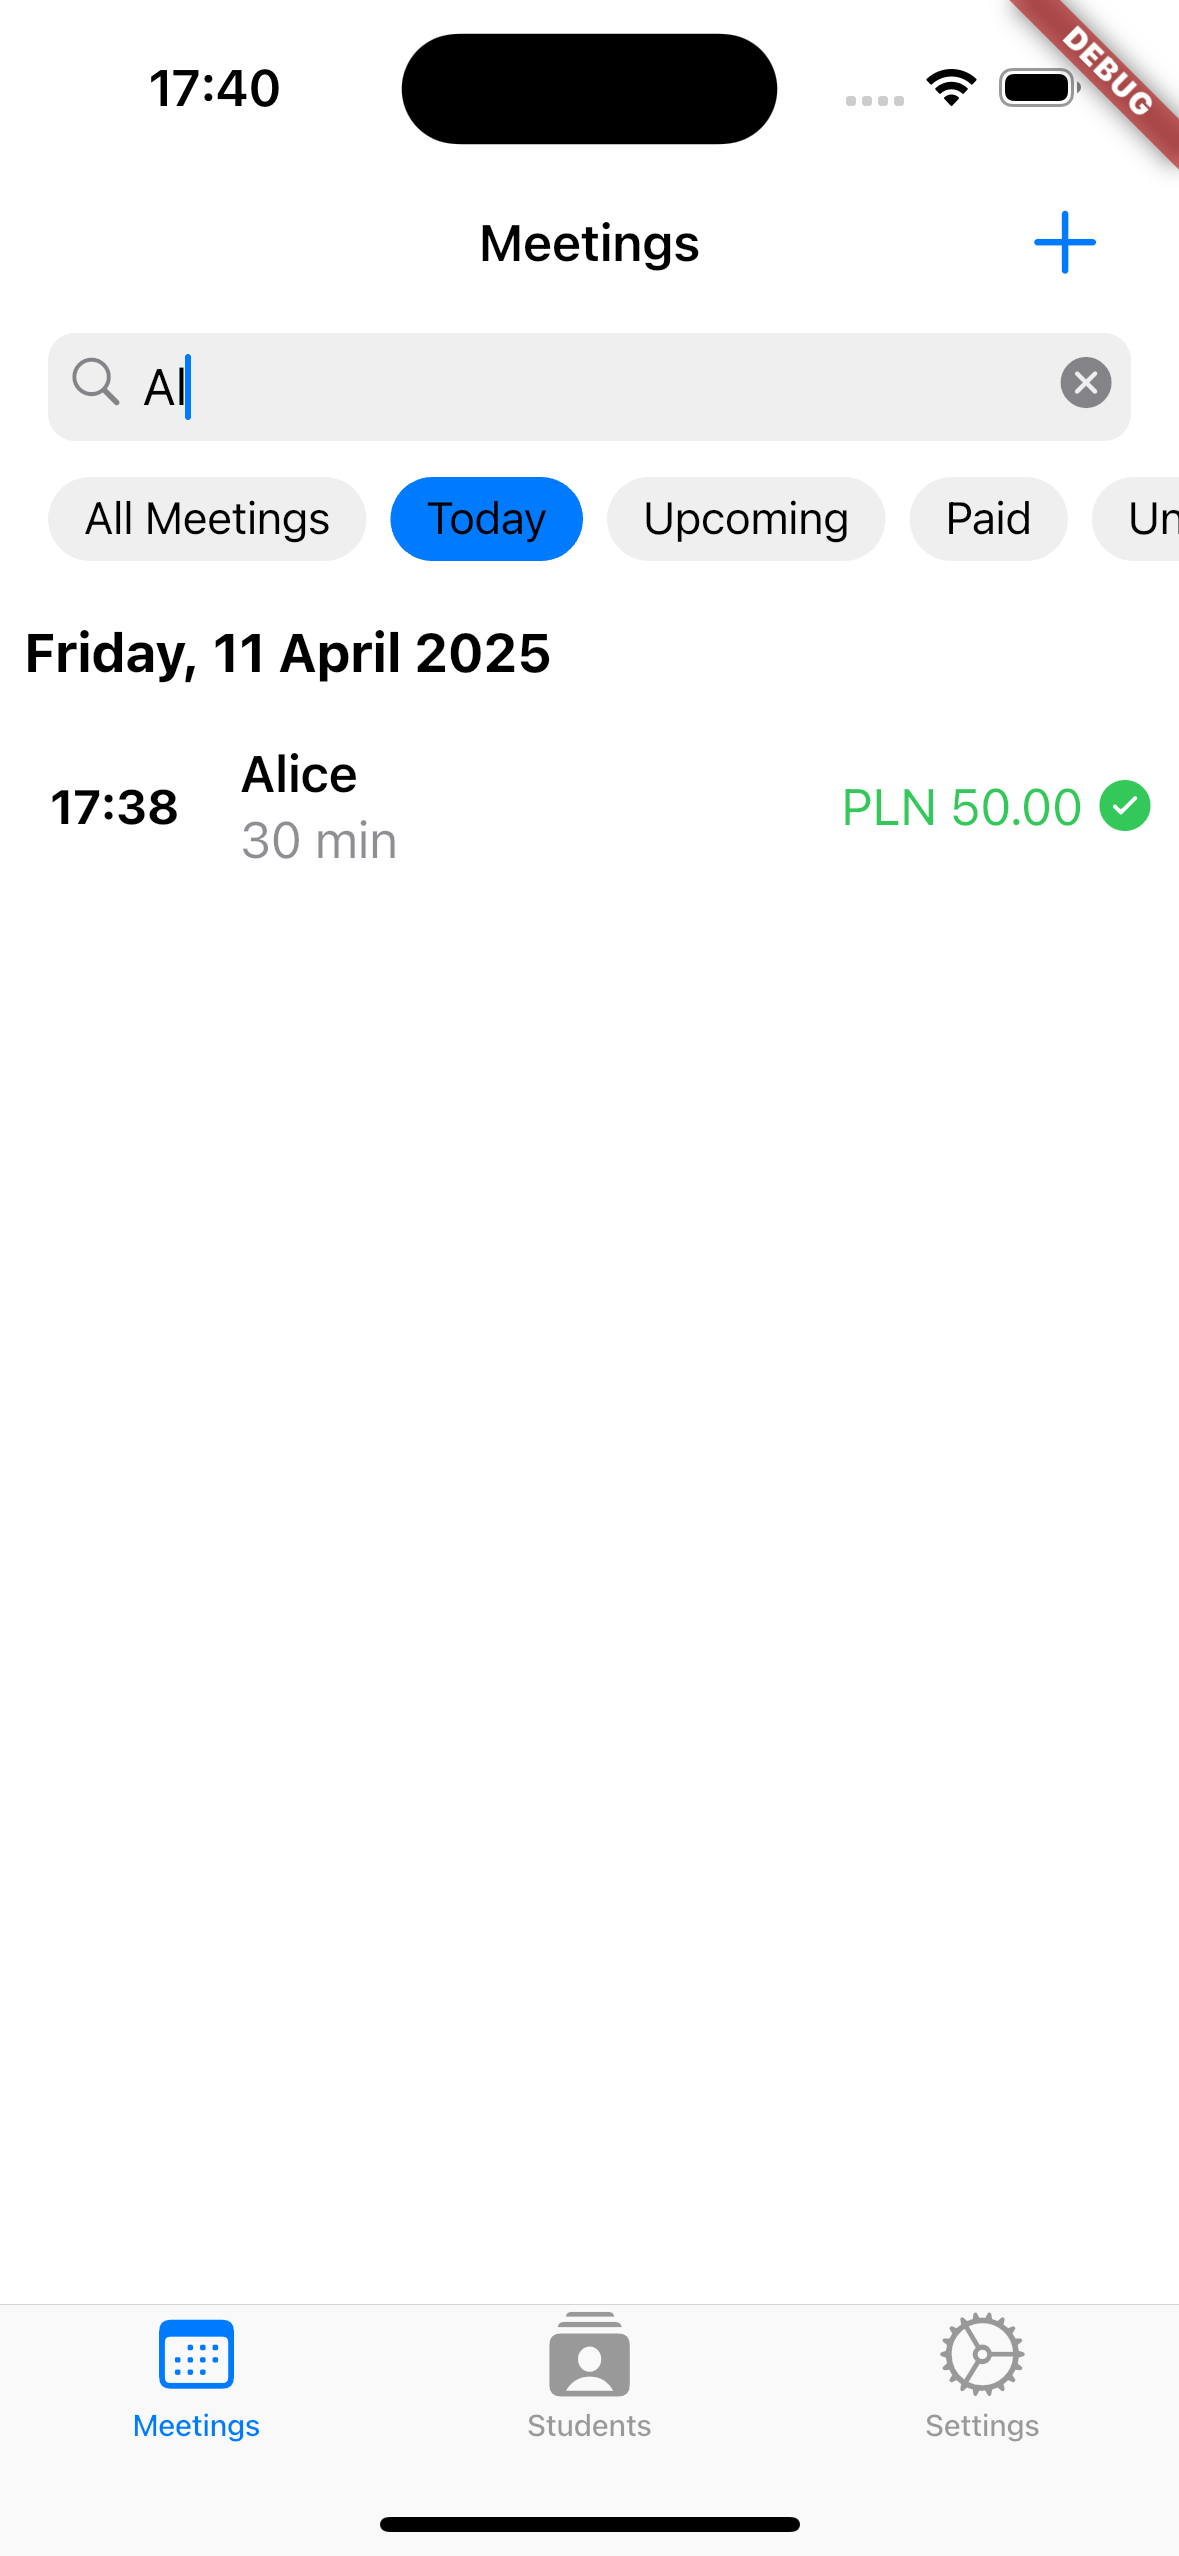 17:40
DEBUG
Meetings
Al
All Meetings Today Upcoming Paid Un
Friday, 11 April 2025
Alice
17:38 PLN 50.00
30 min
Meetings Students Settings